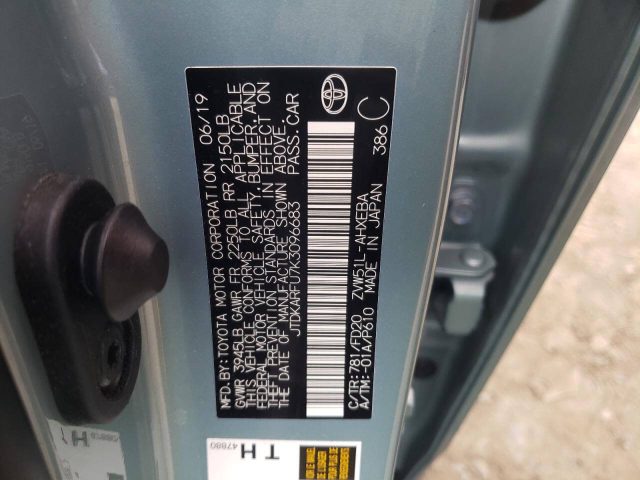 MFD.BY:TOYOTA MOTOR CORPORATION 06/19
GVWR 3945LB GAWR FR 2250LB RR 2150LB
THIS VEHICLE CONFORMS TO ALL APPLICABLE
FEDERAL MOTOR VEHICLE SAFETY, BUMPER, AND
THEFT PREVENTION STANDARDS IN EFFECT ON
THE DATE OF MANUFACTURE SHOWN ABOVE.
JTDKARFU7K3096683 PASS.CAR
C/TR:781/FD20 ZVW51L-AHXEBA
A/TM:-01A/P610 MADE IN JAPAN 386 C
TH
47880
H